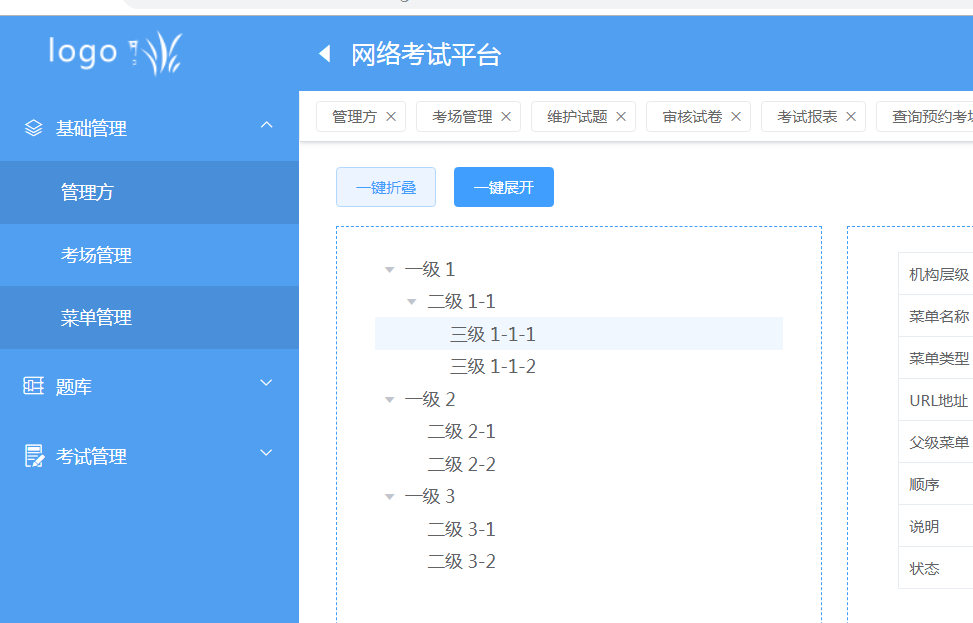 logo
网络考试平台
基础管理
管理方
考场管理
菜单管理
题库
考试管理
管理方 × 考场管理 × 维护试题 × 审核试卷 × 考试报表 × 查询预约考
一键折叠 一键展开
一级 1
二级 1-1
三级 1-1-1
三级 1-1-2
一级 2
二级 2-1
二级 2-2
一级 3
二级 3-1
二级 3-2
机构层级
菜单名称
菜单类型
URL地址
父级菜单
顺序
说明
状态